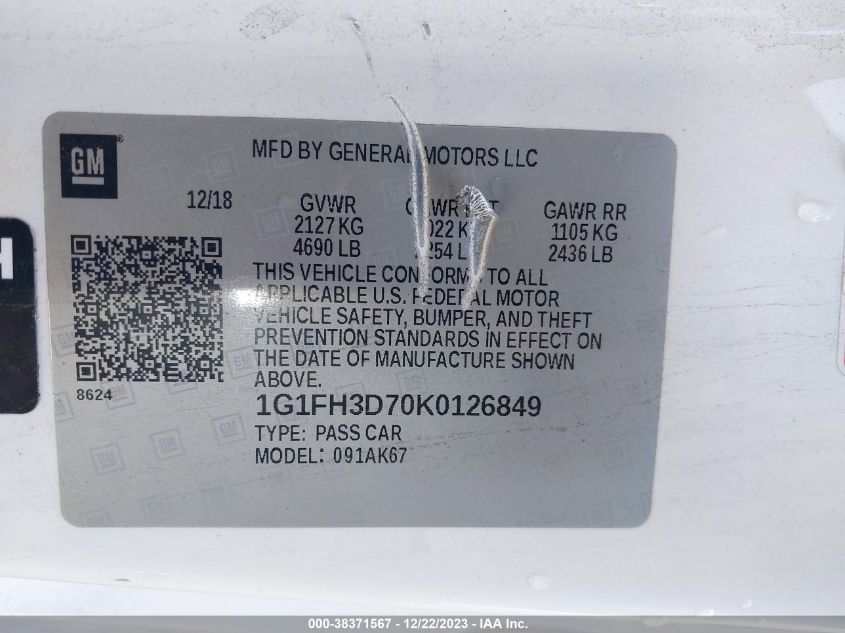 GM
®
MFD BY GENERAL MOTORS LLC
12/18 GVWR GAWR RR
2127 KG 1105 KG
4690 LB 2436 LB
THIS VEHICLE CONFORMS TO ALL
APPLICABLE U.S. FEDERAL MOTOR
VEHICLE SAFETY, BUMPER, AND THEFT
PREVENTION STANDARDS IN EFFECT ON
THE DATE OF MANUFACTURE SHOWN
ABOVE.
8624
1G1FH3D70K0126849
TYPE: PASS CAR
MODEL: 091AK67
H
000-38371567 - 12/22/2023 - IAA Inc.